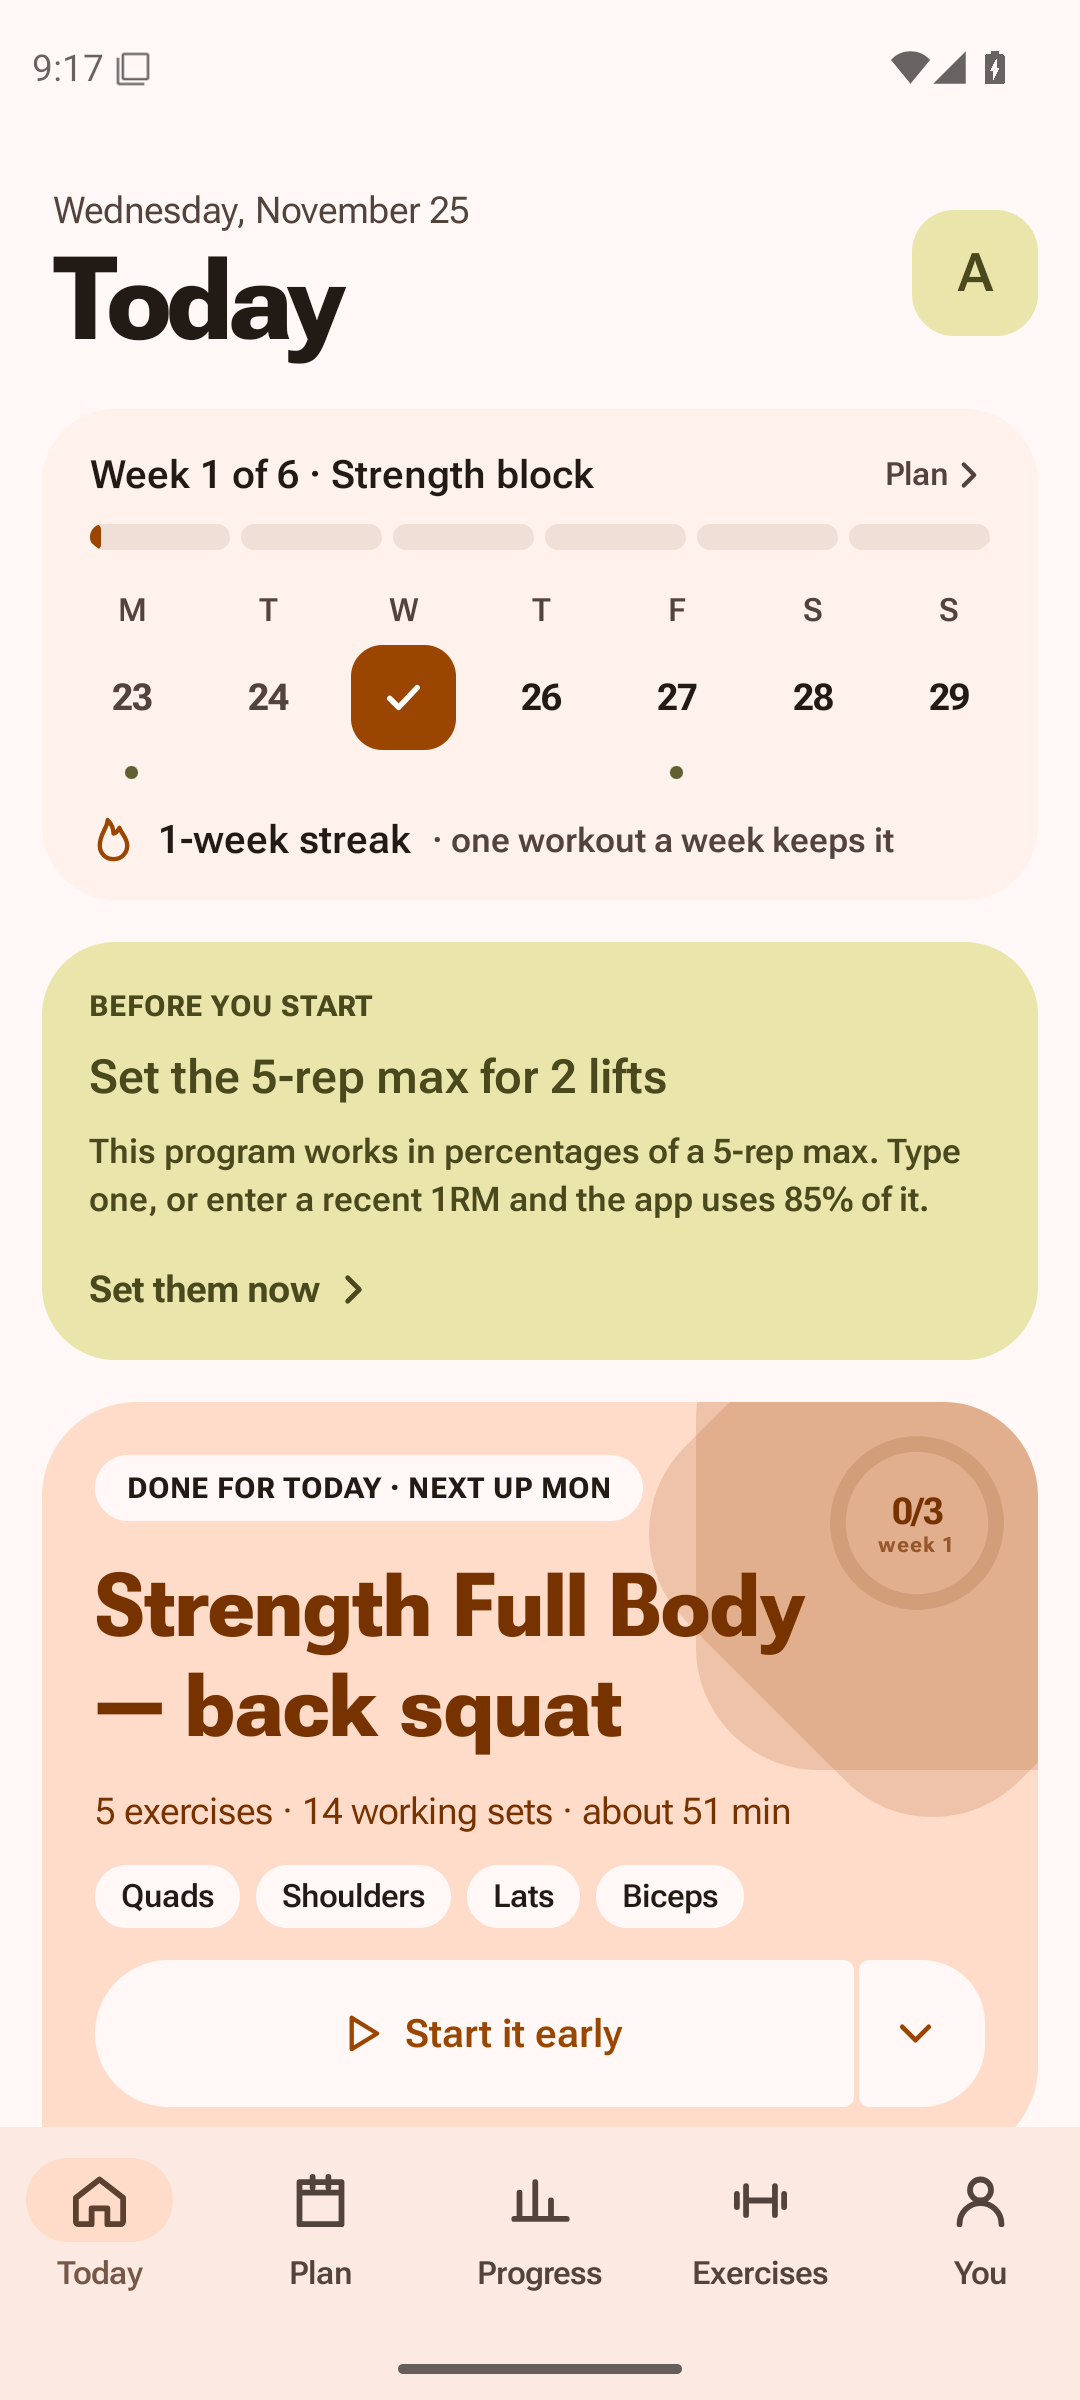 9:17
Wednesday, November 25
Today
A
Week 1 of 6 · Strength block
Plan
M T W T F S S
23 24 26 27 28 29
1-week streak · one workout a week keeps it
BEFORE YOU START
Set the 5-rep max for 2 lifts
This program works in percentages of a 5-rep max. Type
one, or enter a recent 1RM and the app uses 85% of it.
Set them now
DONE FOR TODAY · NEXT UP MON
0/3
week 1
Strength Full Body
— back squat
5 exercises · 14 working sets · about 51 min
Quads Shoulders Lats Biceps
Start it early
Today Plan Progress Exercises You